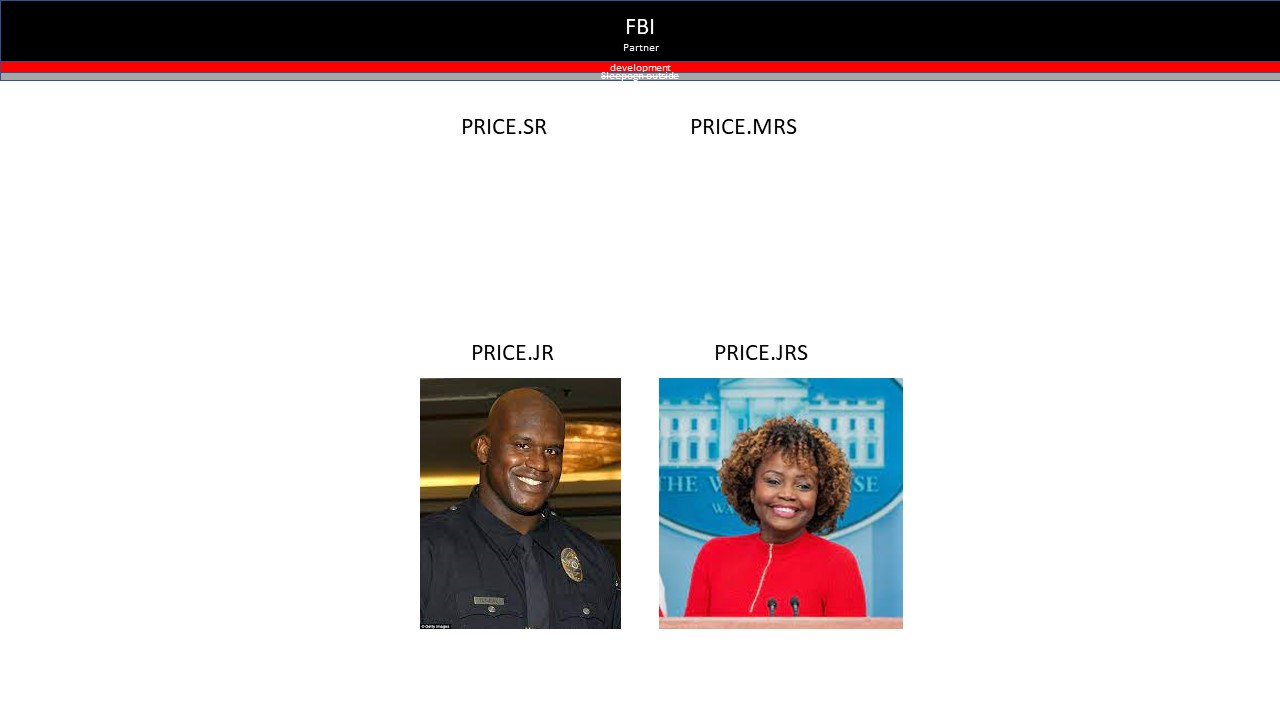 FBI
Partner
development
Sleepogn outside
PRICE.SR
PRICE.MRS
PRICE.JR
PRICE.JRS
THE W
SE
WA
© Getty Images